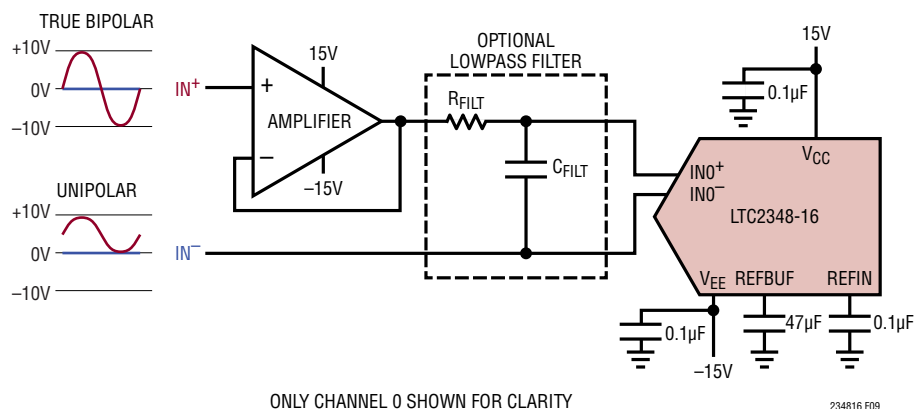 TRUE BIPOLAR
+10V
0V
–10V
IN+
UNIPOLAR
+10V
0V
–10V
IN–
15V
+
AMPLIFIER
–
–15V
OPTIONAL
LOWPASS FILTER
RFILT
CFILT
15V
0.1µF
VCC
IN0+
IN0–
LTC2348-16
VEE REFBUF REFIN
0.1µF
–15V
47µF
0.1µF
ONLY CHANNEL 0 SHOWN FOR CLARITY
234816 F09